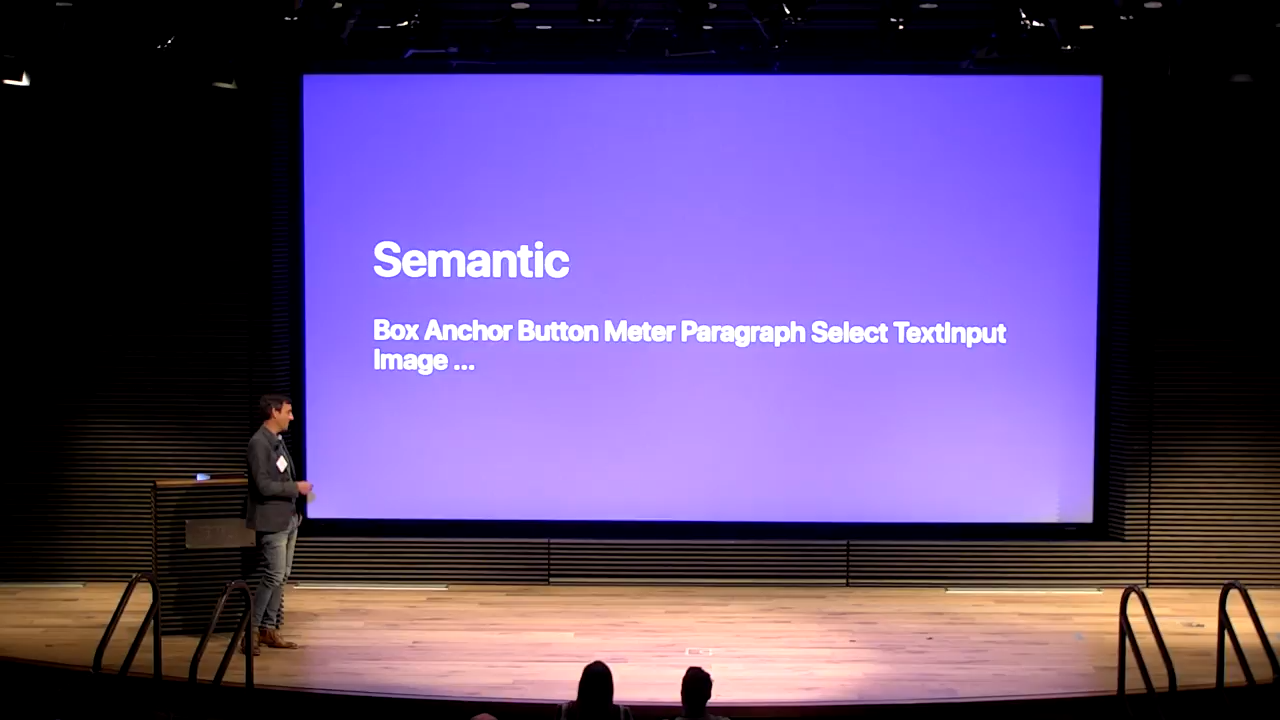 Semantic
Box Anchor Button Meter Paragraph Select TextInput
Image ...